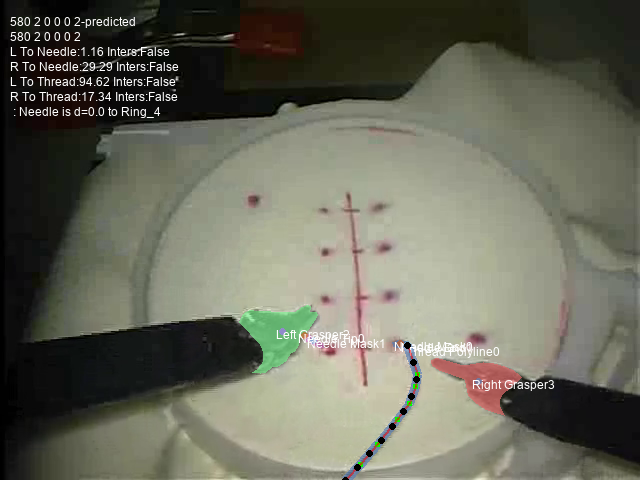 580 2 0 0 0 2-predicted
580 2 0 0 0 2
L To Needle:1.16 Inters:False
R To Needle:29.29 Inters:False
L To Thread:94.62 Inters:False
R To Thread:17.34 Inters:False
: Needle is d=0.0 to Ring_4
Left Grasper2
Needle Tip0
Needle Mask1
Thread Polyline0
Right Grasper3